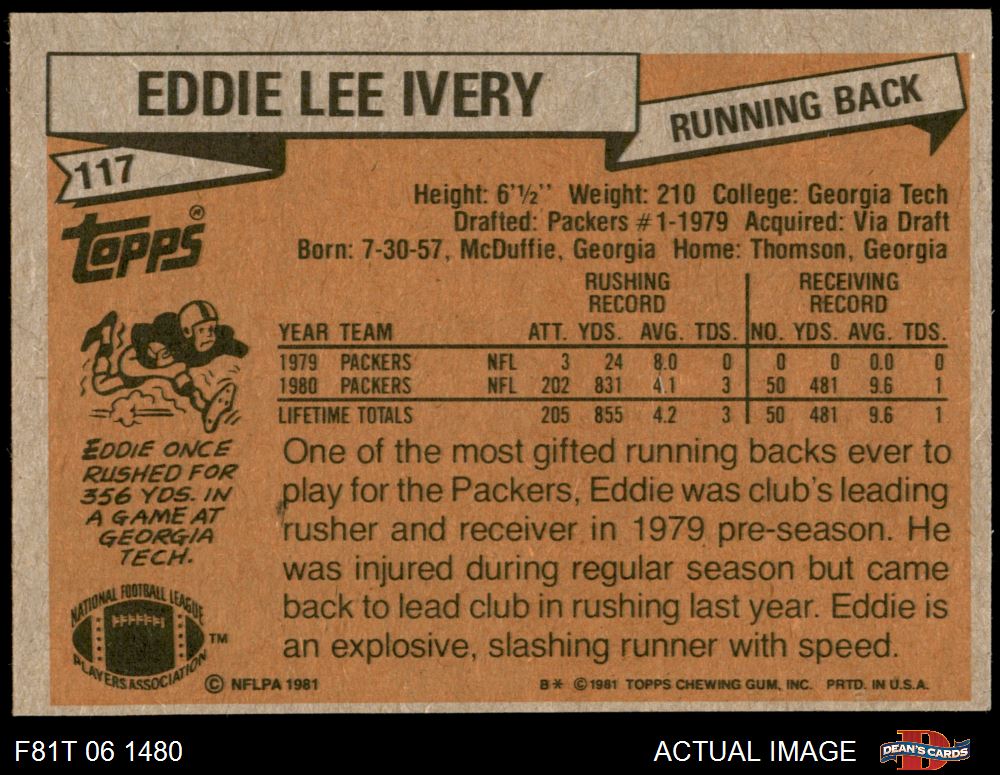 EDDIE LEE IVERY
RUNNING BACK
117
TOPPS®
Height: 6'½'' Weight: 210 College: Georgia Tech
Drafted: Packers #1-1979 Acquired: Via Draft
Born: 7-30-57, McDuffie, Georgia Home: Thomson, Georgia
RUSHING RECORD RECEIVING RECORD
YEAR TEAM ATT. YDS. AVG. TDS. NO. YDS. AVG. TDS.
1979 PACKERS NFL 3 24 8.0 0 0 0 0.0 0
1980 PACKERS NFL 202 831 4.1 3 50 481 9.6 1
LIFETIME TOTALS 205 855 4.2 3 50 481 9.6 1
EDDIE ONCE
RUSHED FOR
356 YDS. IN
A GAME AT
GEORGIA
TECH.
One of the most gifted running backs ever to
play for the Packers, Eddie was club's leading
rusher and receiver in 1979 pre-season. He
was injured during regular season but came
back to lead club in rushing last year. Eddie is
an explosive, slashing runner with speed.
NATIONAL FOOTBALL LEAGUE
PLAYERS ASSOCIATION
TM
© NFLPA 1981
B* © 1981 TOPPS CHEWING GUM, INC. PRTD. IN U.S.A.
F81T 06 1480
ACTUAL IMAGE
DEAN'S CARDS